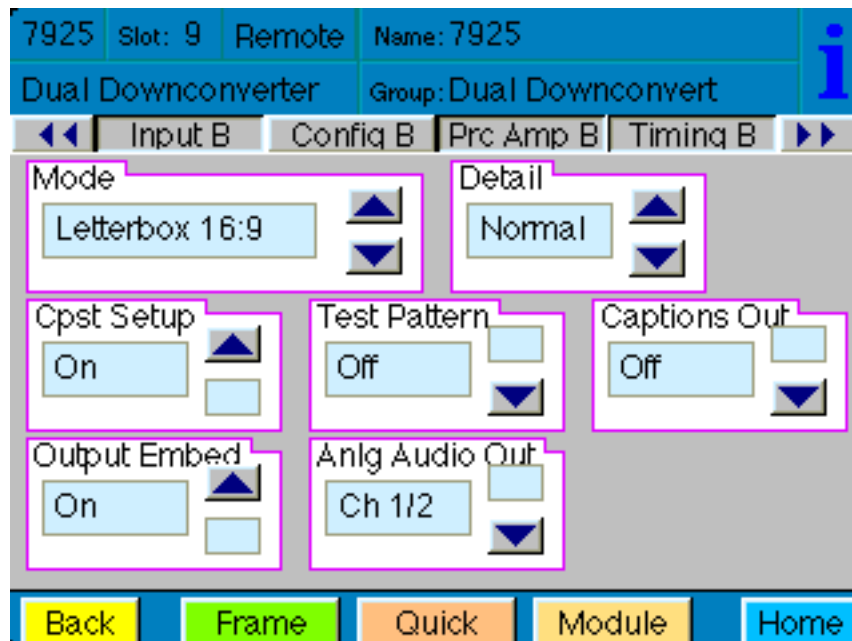 7925 Slot: 9 Remote Name: 7925
i
Dual Downconverter Group: Dual Downconvert
Input B Config B Prc Amp B Timing B
Mode Detail
Letterbox 16:9 Normal
Cpst Setup Test Pattern Captions Out
On Off Off
Output Embed Anlg Audio Out
On Ch 1/2
Back Frame Quick Module Home